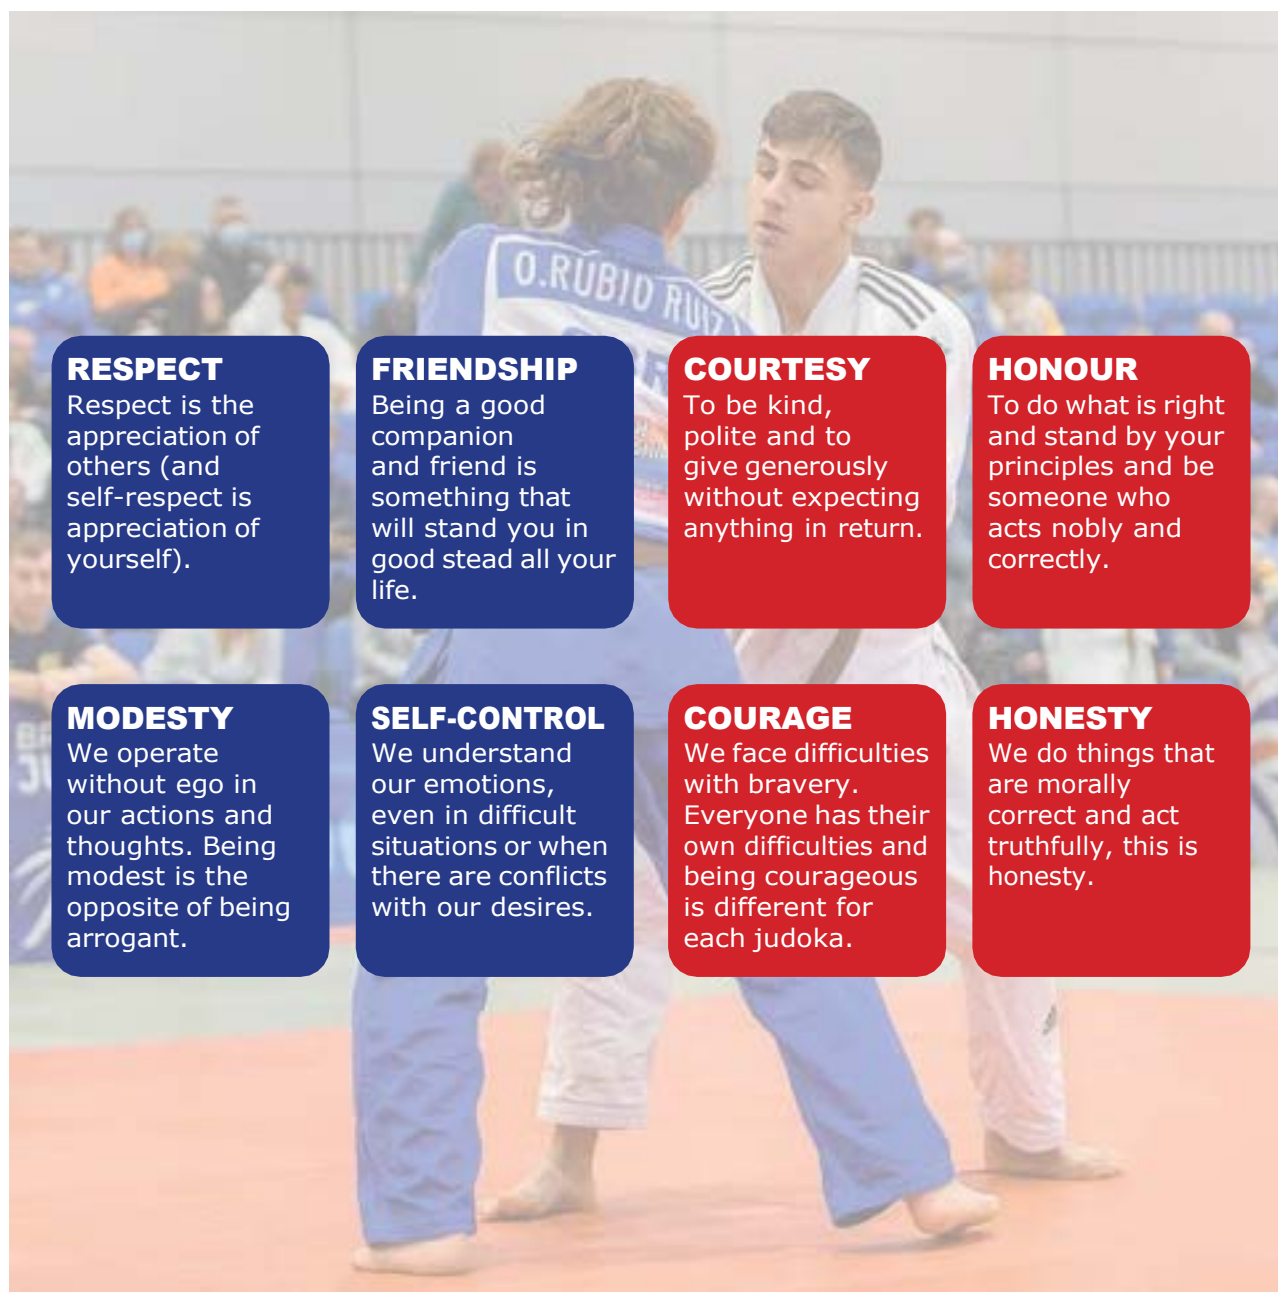 O.RUBIO RUIZ
RESPECT
Respect is the
appreciation of
others (and
self-respect is
appreciation of
yourself).
FRIENDSHIP
Being a good
companion
and friend is
something that
will stand you in
good stead all your
life.
COURTESY
To be kind,
polite and to
give generously
without expecting
anything in return.
HONOUR
To do what is right
and stand by your
principles and be
someone who
acts nobly and
correctly.
MODESTY
We operate
without ego in
our actions and
thoughts. Being
modest is the
opposite of being
arrogant.
SELF-CONTROL
We understand
our emotions,
even in difficult
situations or when
there are conflicts
with our desires.
COURAGE
We face difficulties
with bravery.
Everyone has their
own difficulties and
being courageous
is different for
each judoka.
HONESTY
We do things that
are morally
correct and act
truthfully, this is
honesty.